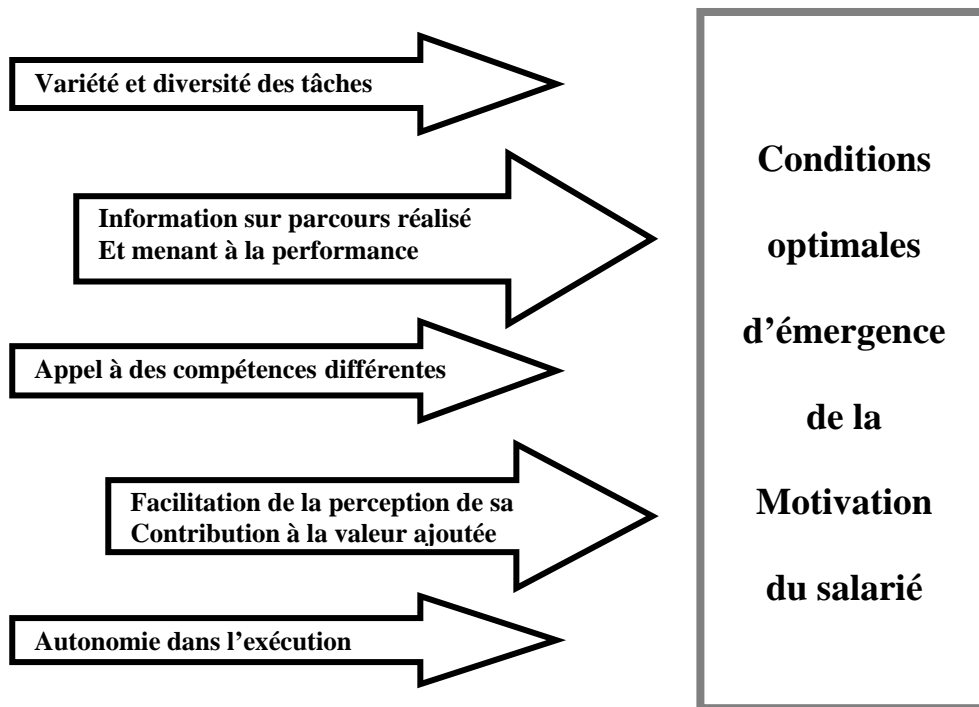 Variété et diversité des tâches
Information sur parcours réalisé
Et menant à la performance
Appel à des compétences différentes
Facilitation de la perception de sa
Contribution à la valeur ajoutée
Autonomie dans l’exécution
Conditions
optimales
d’émergence
de la
Motivation
du salarié